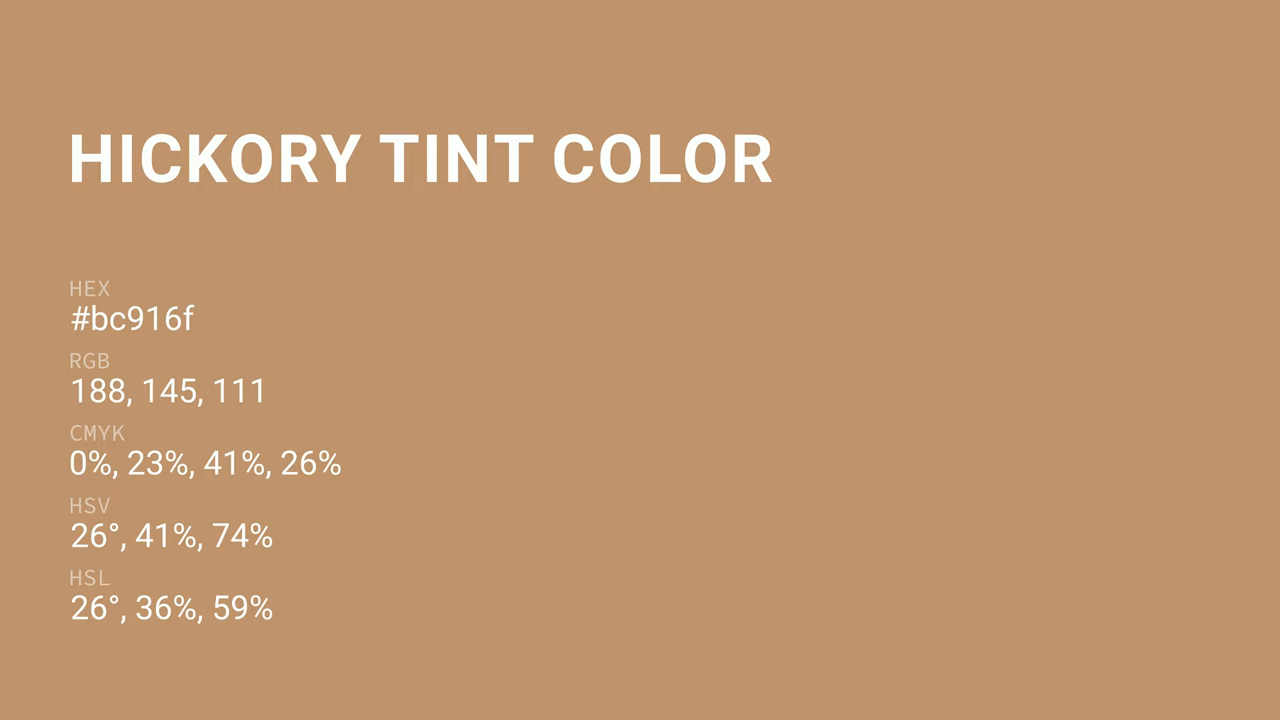 HICKORY TINT COLOR
HEX
#bc916f
RGB
188, 145, 111
CMYK
0%, 23%, 41%, 26%
HSV
26°, 41%, 74%
HSL
26°, 36%, 59%